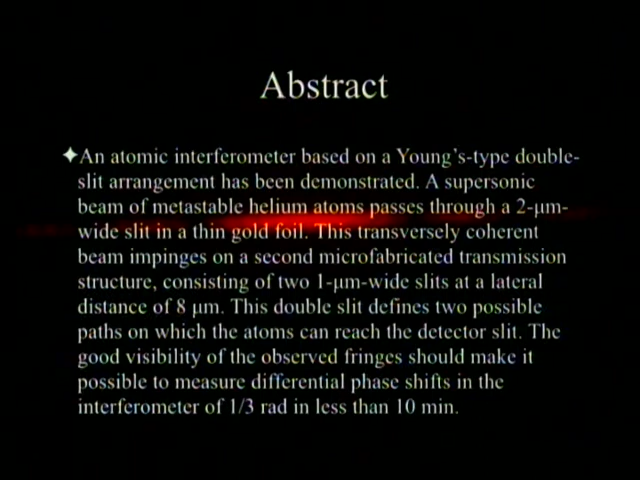 Abstract
✦An atomic interferometer based on a Young's-type double-
slit arrangement has been demonstrated. A supersonic
beam of metastable helium atoms passes through a 2-μm-
wide slit in a thin gold foil. This transversely coherent
beam impinges on a second microfabricated transmission
structure, consisting of two 1-μm-wide slits at a lateral
distance of 8 μm. This double slit defines two possible
paths on which the atoms can reach the detector slit. The
good visibility of the observed fringes should make it
possible to measure differential phase shifts in the
interferometer of 1/3 rad in less than 10 min.